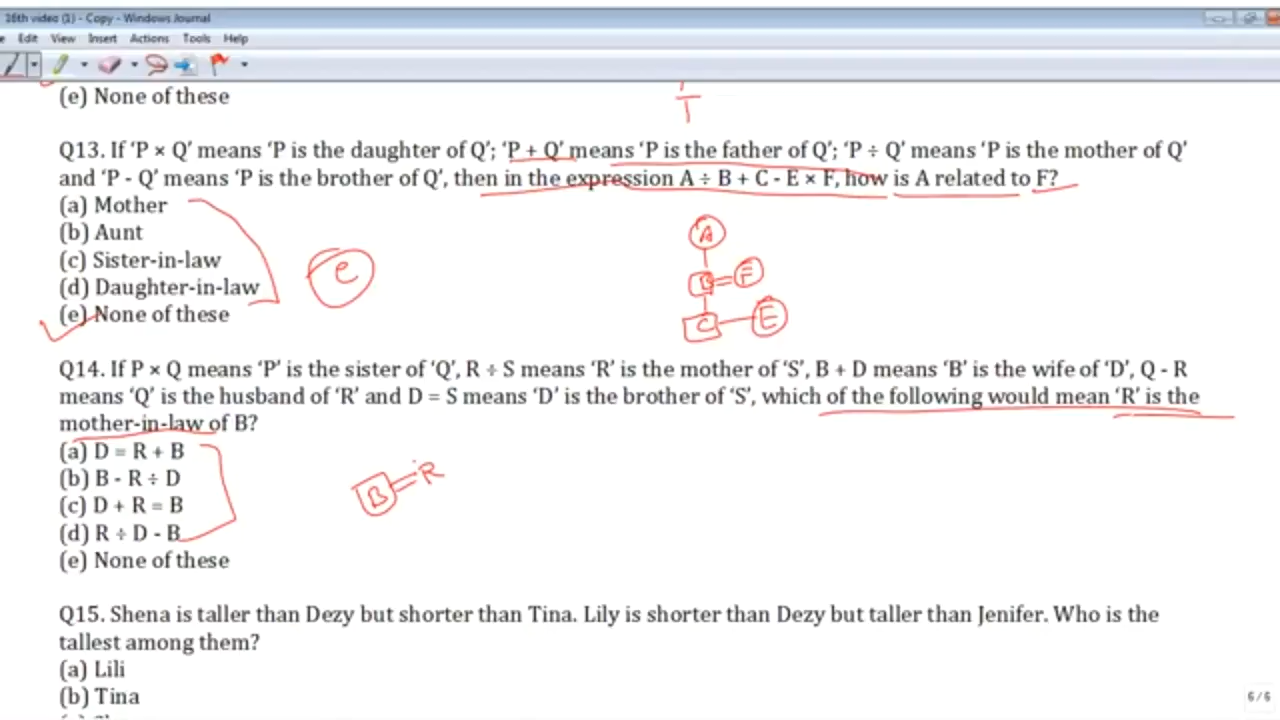 16th video (1) - Copy - Windows Journal
Edit View Insert Actions Tools Help
(e) None of these
T
Q13. If ‘P × Q’ means ‘P is the daughter of Q’; ‘P + Q’ means ‘P is the father of Q’; ‘P ÷ Q’ means ‘P is the mother of Q’
and ‘P - Q’ means ‘P is the brother of Q’, then in the expression A ÷ B + C - E × F, how is A related to F?
(a) Mother
(b) Aunt
(c) Sister-in-law
(d) Daughter-in-law
(e) None of these
e
A
B = F
C E
Q14. If P × Q means ‘P’ is the sister of ‘Q’, R ÷ S means ‘R’ is the mother of ‘S’, B + D means ‘B’ is the wife of ‘D’, Q - R
means ‘Q’ is the husband of ‘R’ and D = S means ‘D’ is the brother of ‘S’, which of the following would mean ‘R’ is the
mother-in-law of B?
(a) D = R + B
(b) B - R ÷ D
(c) D + R = B
(d) R ÷ D - B
(e) None of these
B = R
Q15. Shena is taller than Dezy but shorter than Tina. Lily is shorter than Dezy but taller than Jenifer. Who is the
tallest among them?
(a) Lili
(b) Tina
6 / 6